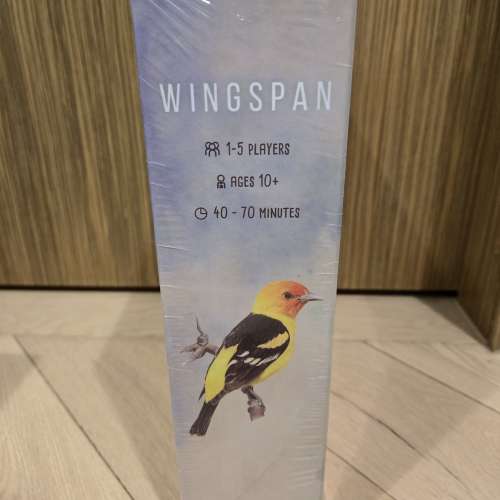 WINGSPAN
1-5 PLAYERS
AGES 10+
40 - 70 MINUTES